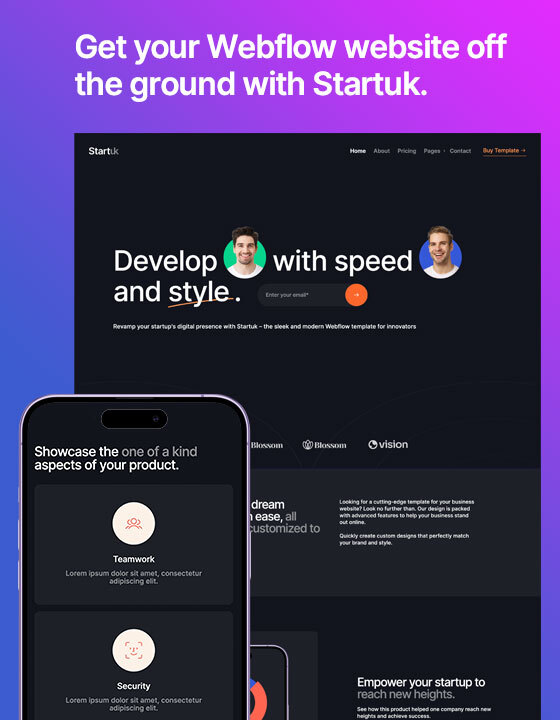 Get your Webflow website off
the ground with Startuk.
Startuk
Home About Pricing Pages Contact Buy Template →
Develop with speed
and style.
Enter your email*
→
Revamp your startup's digital presence with Startuk – the sleek and modern Webflow template for innovators
Blossom Blossom vision
dream
ease, all
customized to
Looking for a cutting-edge template for your business
website? Look no further than. Our design is packed
with advanced features to help your business stand
out online.
Quickly create custom designs that perfectly match
your brand and style.
Showcase the one of a kind
aspects of your product.
Teamwork
Lorem ipsum dolor sit amet, consectetur
adipiscing elit.
Security
Lorem ipsum dolor sit amet, consectetur
Empower your startup to
reach new heights.
See how this product helped one company reach new
heights and achieve success.